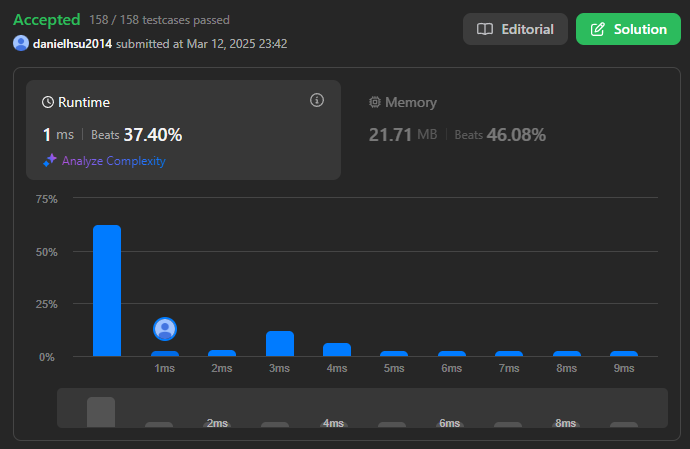 Accepted 158 / 158 testcases passed
danielhsu2014 submitted at Mar 12, 2025 23:42
Editorial
Solution
Runtime
1 ms Beats 37.40%
Analyze Complexity
Memory
21.71 MB Beats 46.08%
75%
50%
25%
0%
1ms 2ms 3ms 4ms 5ms 6ms 7ms 8ms 9ms
2ms 4ms 6ms 8ms